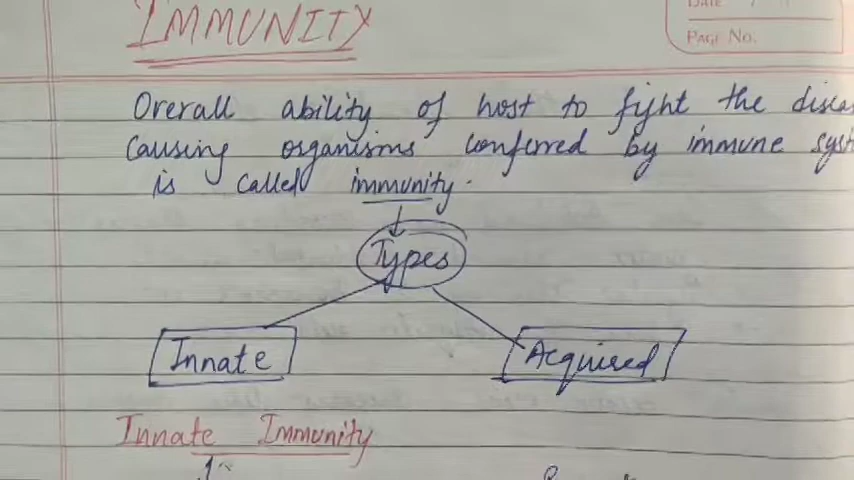 DATE
PAGE NO.
IMMUNITY
Overall ability of host to fight the
Causing organisms conferred by immune
is called immunity.
Types
Innate
Acquired
Innate Immunity